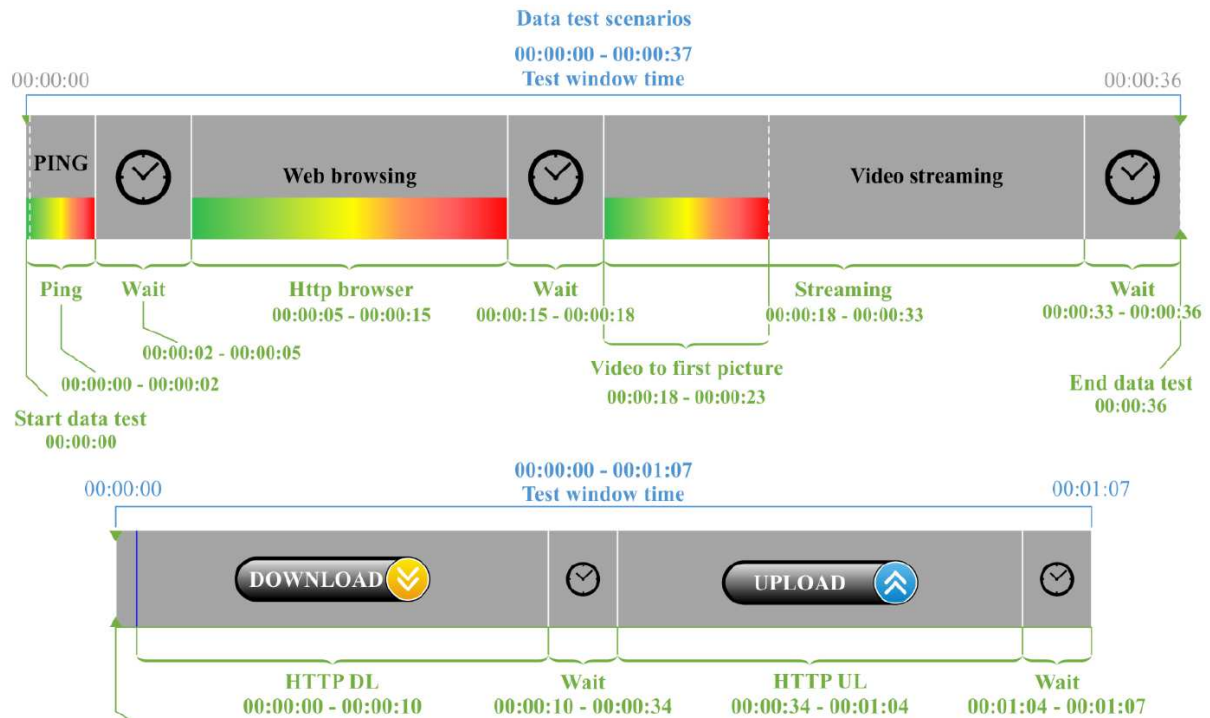 Data test scenarios
00:00:00 - 00:00:37
Test window time
00:00:00
00:00:36
PING
Web browsing
Video streaming
Ping
Wait
Http browser
00:00:05 - 00:00:15
Wait
00:00:15 - 00:00:18
Streaming
00:00:18 - 00:00:33
Wait
00:00:33 - 00:00:36
00:00:02 - 00:00:05
00:00:00 - 00:00:02
Video to first picture
00:00:18 - 00:00:23
End data test
00:00:36
Start data test
00:00:00
00:00:00 - 00:01:07
Test window time
00:00:00
00:01:07
DOWNLOAD
UPLOAD
HTTP DL
00:00:00 - 00:00:10
Wait
00:00:10 - 00:00:34
HTTP UL
00:00:34 - 00:01:04
Wait
00:01:04 - 00:01:07